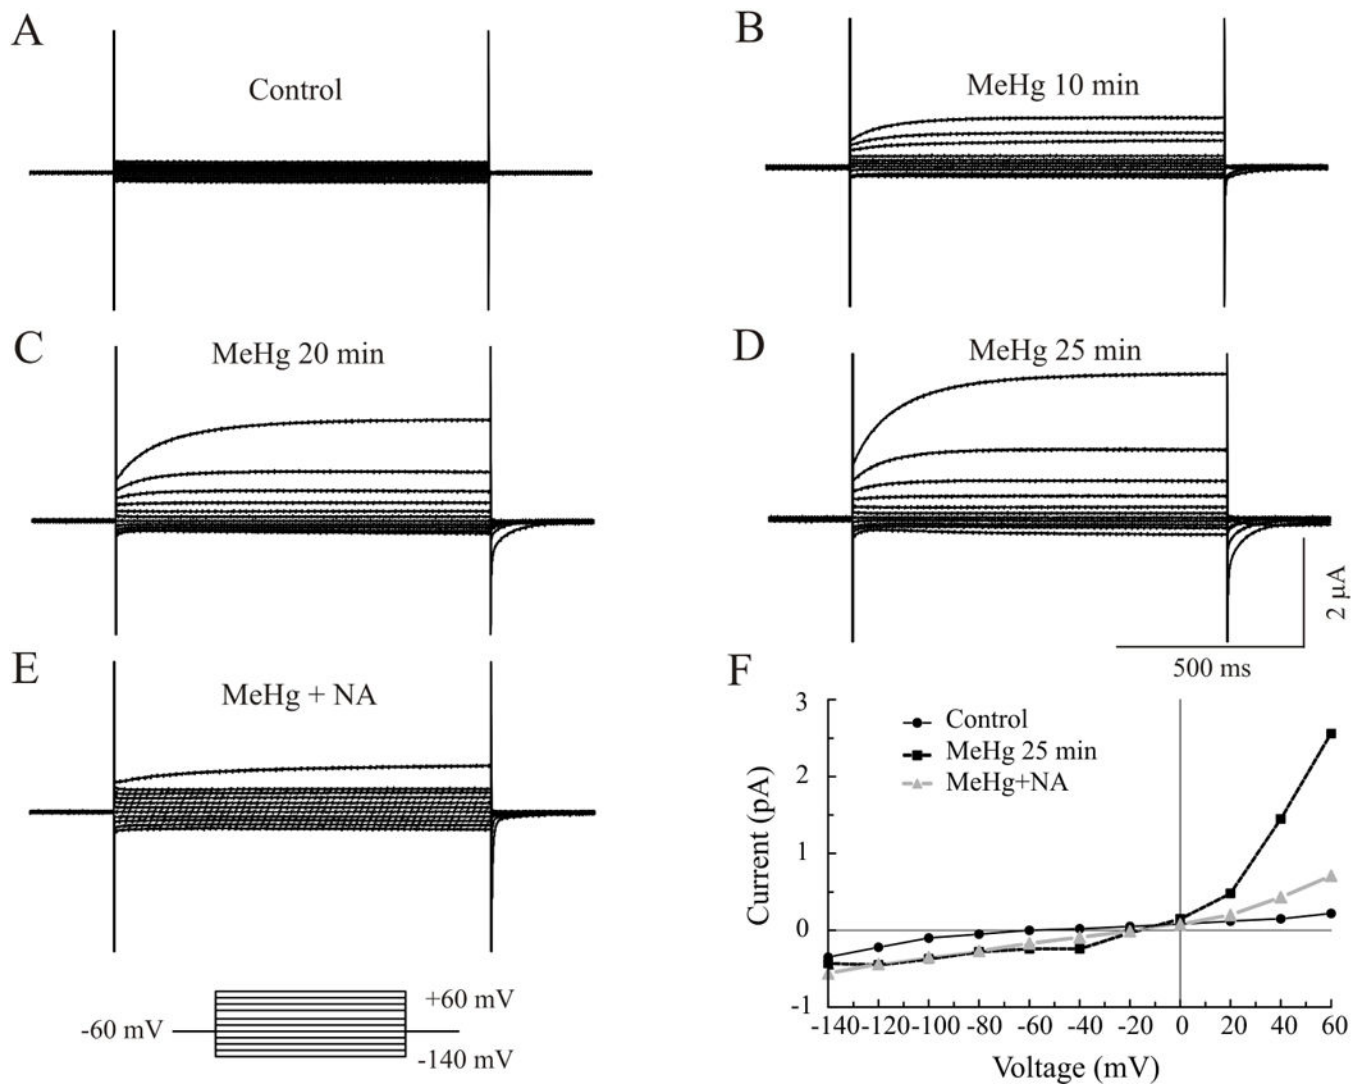 A
Control
B
MeHg 10 min
C
MeHg 20 min
D
MeHg 25 min
2 μA
500 ms
E
MeHg + NA
-60 mV
+60 mV
-140 mV
F
Control
MeHg 25 min
MeHg+NA
Current (pA)
3
2
1
0
-1
-140 -120 -100 -80 -60 -40 -20 0 20 40 60
Voltage (mV)